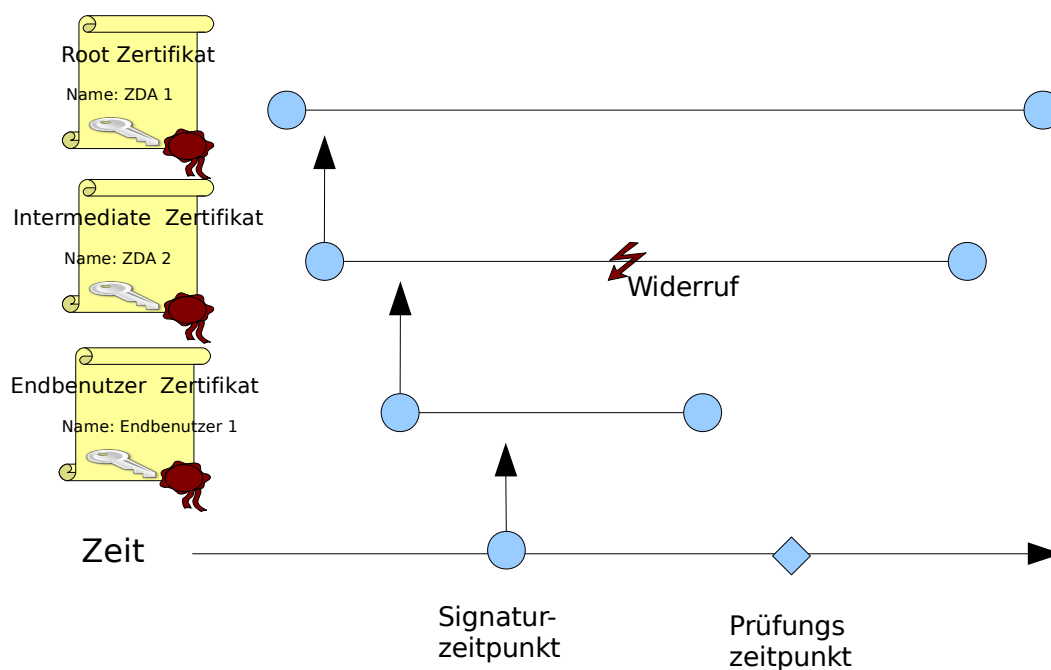 Root Zertifikat
Name: ZDA 1
Intermediate Zertifikat
Name: ZDA 2
Widerruf
Endbenutzer Zertifikat
Name: Endbenutzer 1
Zeit
Signatur-
zeitpunkt
Prüfungs
zeitpunkt